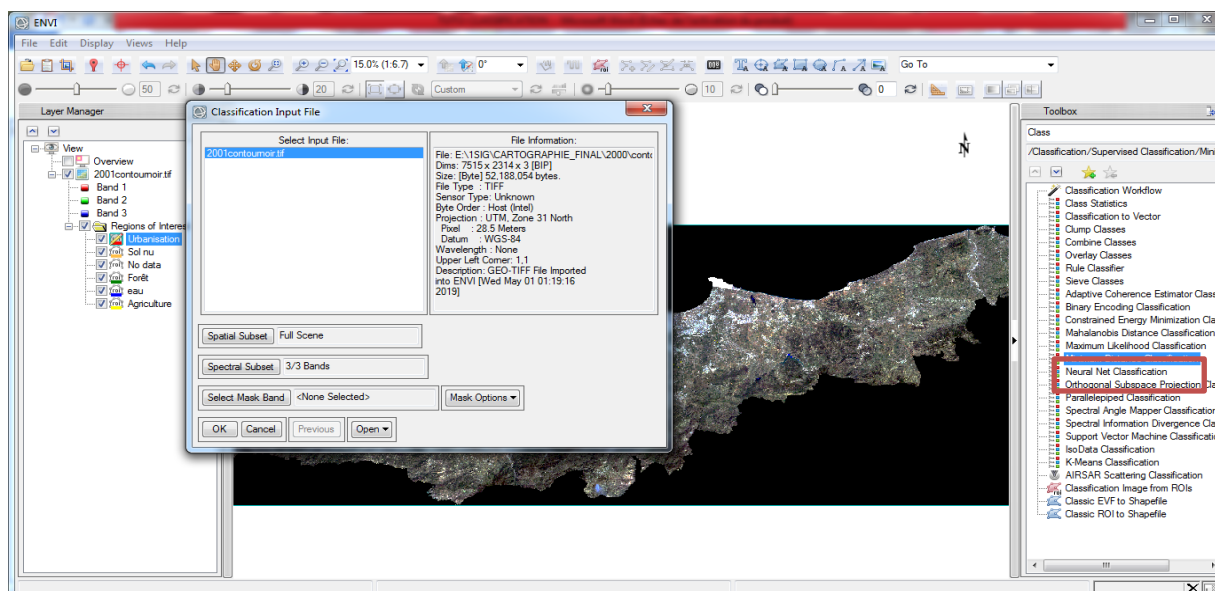 ENVI
File Edit Display Views Help
15.0% (1:6.7)
0°
Go To
50
20
Custom
10
0
Layer Manager
View
Overview
2001contournoir.tif
Band 1
Band 2
Band 3
Regions of Interes
Urbanisation
Sol nu
No data
Forêt
eau
Agriculture
Classification Input File
Select Input File:
2001contournoir.tif
File Information:
File: E:\1SIG\CARTOGRAPHIE_FINAL\2000\conto
Dims: 7515 x 2314 x 3 [BIP]
Size: [Byte] 52,188,054 bytes.
File Type : TIFF
Sensor Type: Unknown
Byte Order : Host (Intel)
Projection : UTM, Zone 31 North
Pixel : 28.5 Meters
Datum : WGS-84
Wavelength : None
Upper Left Corner: 1,1
Description: GEO-TIFF File Imported
into ENVI [Wed May 01 01:19:16
2019]
Spatial Subset Full Scene
Spectral Subset 3/3 Bands
Select Mask Band <None Selected>
Mask Options
OK Cancel Previous Open
N
Toolbox
Class
/Classification/Supervised Classification/Mini
Classification Workflow
Class Statistics
Classification to Vector
Clump Classes
Combine Classes
Overlay Classes
Rule Classifier
Sieve Classes
Adaptive Coherence Estimator Class
Binary Encoding Classification
Constrained Energy Minimization Cla
Mahalanobis Distance Classification
Maximum Likelihood Classification
Neural Net Classification
Orthogonal Subspace Projection Cla
Parallelepiped Classification
Spectral Angle Mapper Classification
Spectral Information Divergence Cla
Support Vector Machine Classificatio
IsoData Classification
K-Means Classification
AIRSAR Scattering Classification
Classification Image from ROIs
Classic EVF to Shapefile
Classic ROI to Shapefile